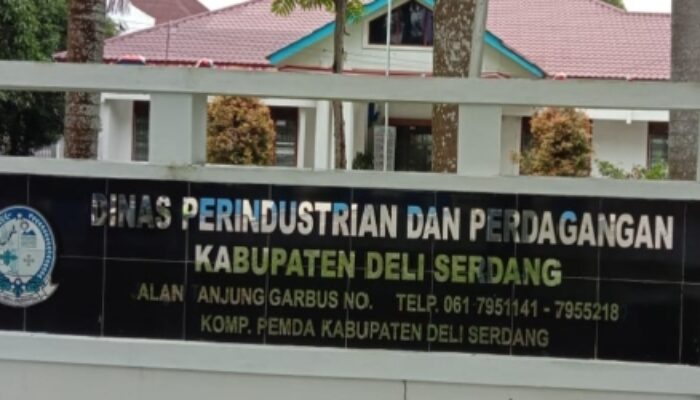 DINAS PERINDUSTRIAN DAN PERDAGANGAN
KABUPATEN DELI SERDANG
ALAN TANJUNG GARBUS NO. TELP. 061 7951141 - 7955218
KOMP. PEMDA KABUPATEN DELI SERDANG